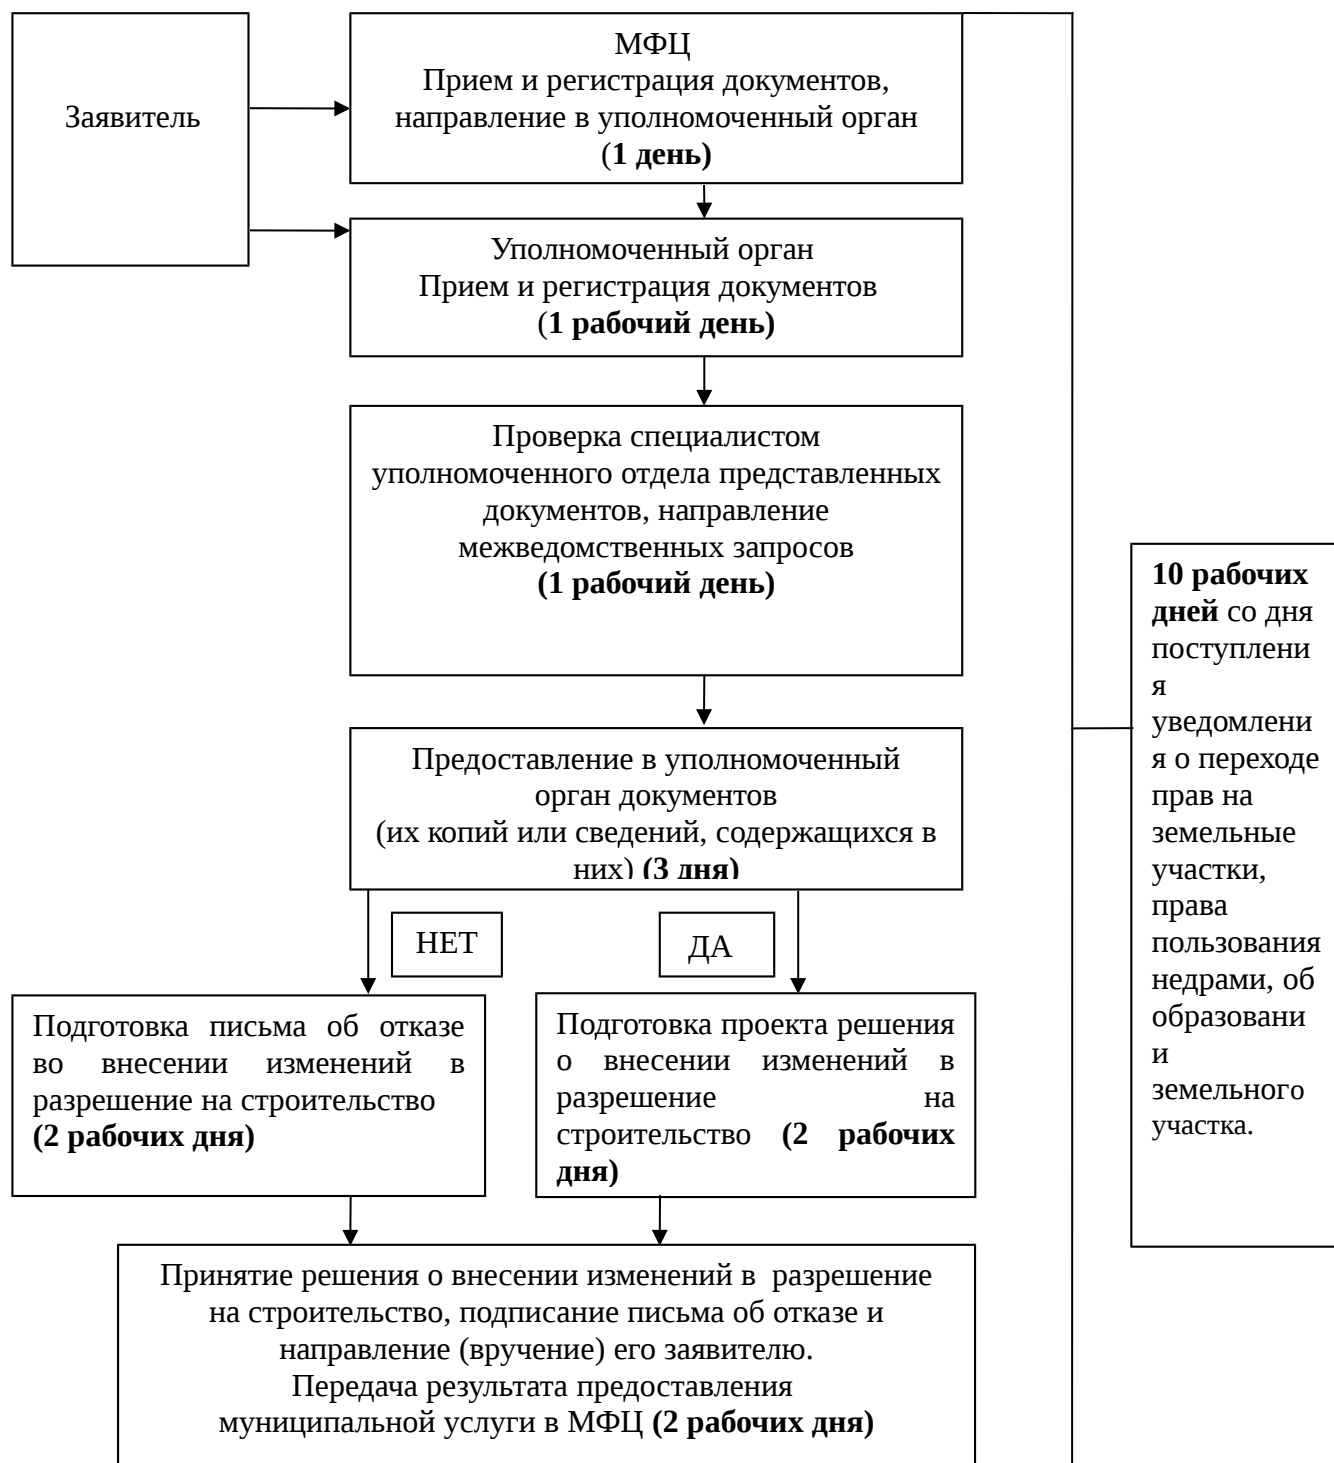 Заявитель
МФЦ
Прием и регистрация документов,
направление в уполномоченный орган
(1 день)
Уполномоченный орган
Прием и регистрация документов
(1 рабочий день)
Проверка специалистом
уполномоченного отдела представленных
документов, направление
межведомственных запросов
(1 рабочий день)
Предоставление в уполномоченный
орган документов
(их копий или сведений, содержащихся в
них) (3 дня)
НЕТ
ДА
Подготовка письма об отказе
во внесении изменений в
разрешение на строительство
(2 рабочих дня)
Подготовка проекта решения
о внесении изменений в
разрешение на
строительство (2 рабочих
дня)
Принятие решения о внесении изменений в разрешение
на строительство, подписание письма об отказе и
направление (вручение) его заявителю.
Передача результата предоставления
муниципальной услуги в МФЦ (2 рабочих дня)
10 рабочих
дней со дня
поступлени
я
уведомлени
я о переходе
прав на
земельные
участки,
права
пользования
недрами, об
образовани
и
земельного
участка.